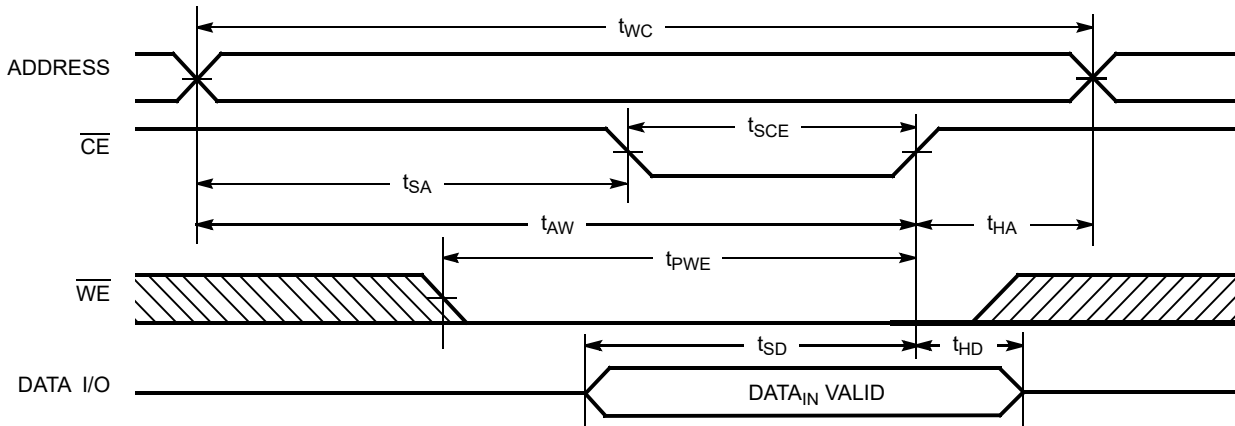 tWC
ADDRESS
CE
tSCE
tSA
tAW
tHA
tPWE
WE
tSD
tHD
DATA I/O
DATAIN VALID